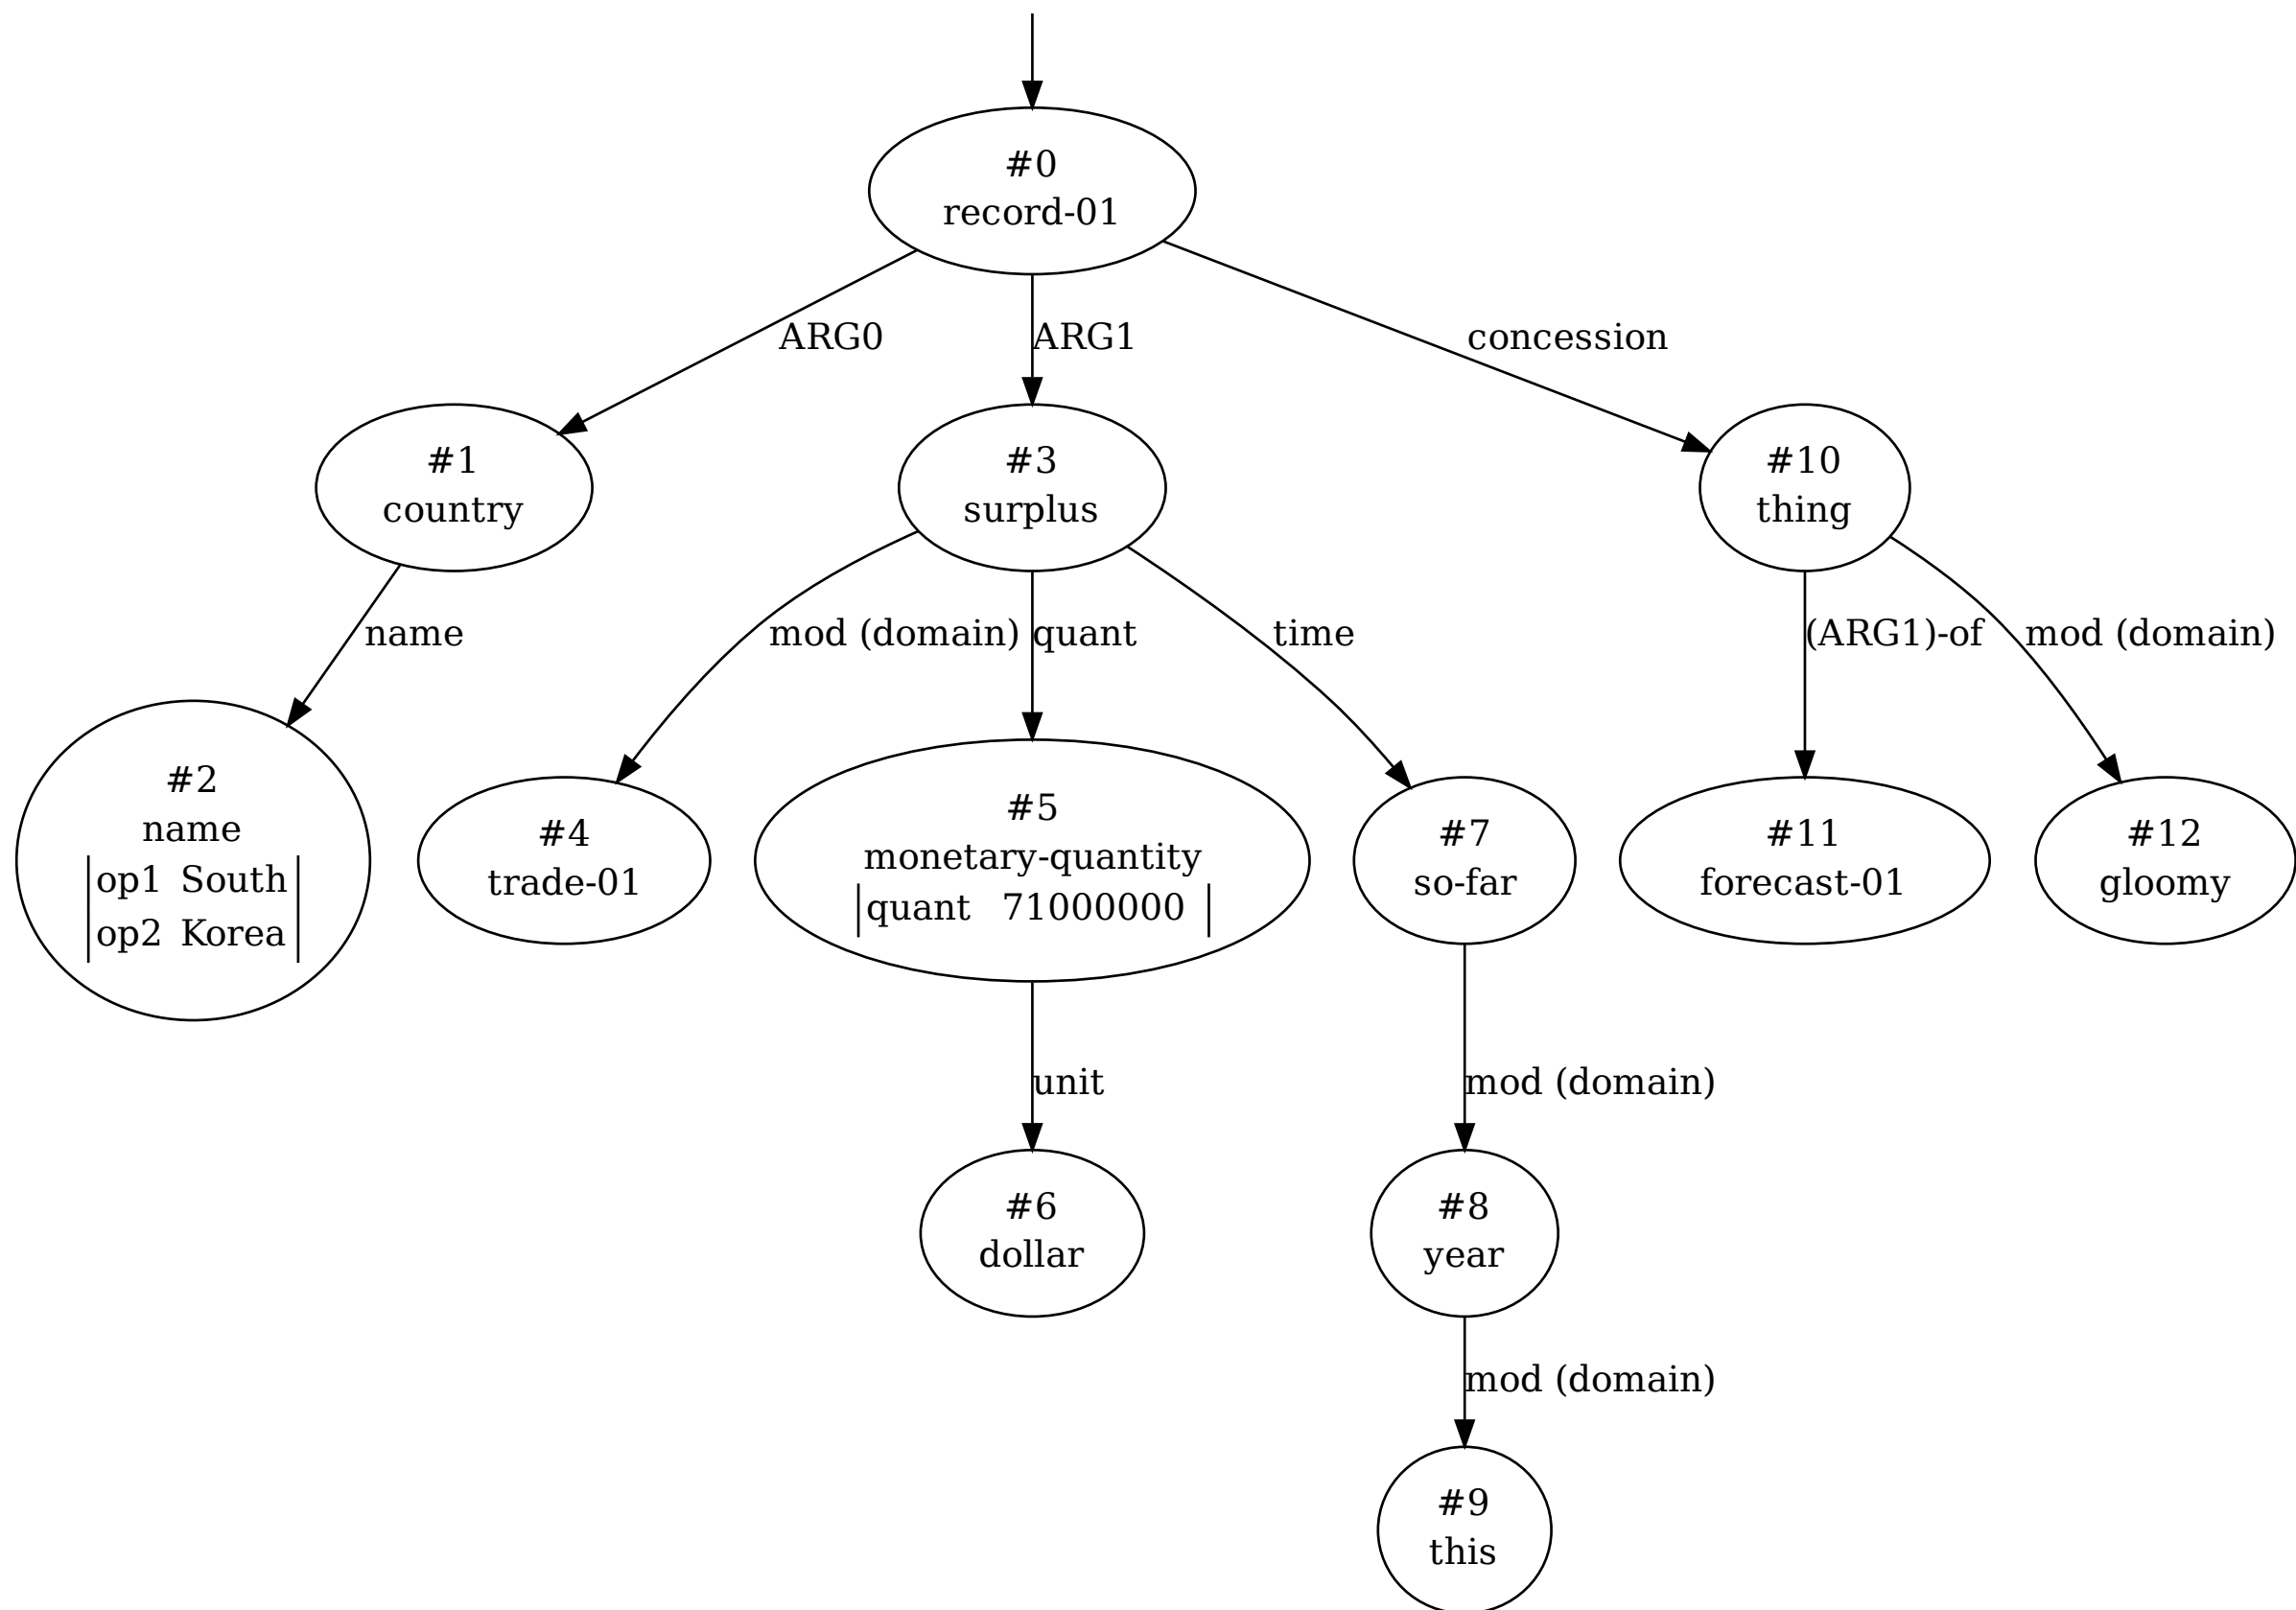 #0
record-01
ARG0
ARG1
concession
#1
country
#3
surplus
#10
thing
name
mod (domain)
quant
time
(ARG1)-of
mod (domain)
#2
name
op1 South
op2 Korea
#4
trade-01
#5
monetary-quantity
quant 71000000
#7
so-far
#11
forecast-01
#12
gloomy
unit
mod (domain)
#6
dollar
#8
year
mod (domain)
#9
this